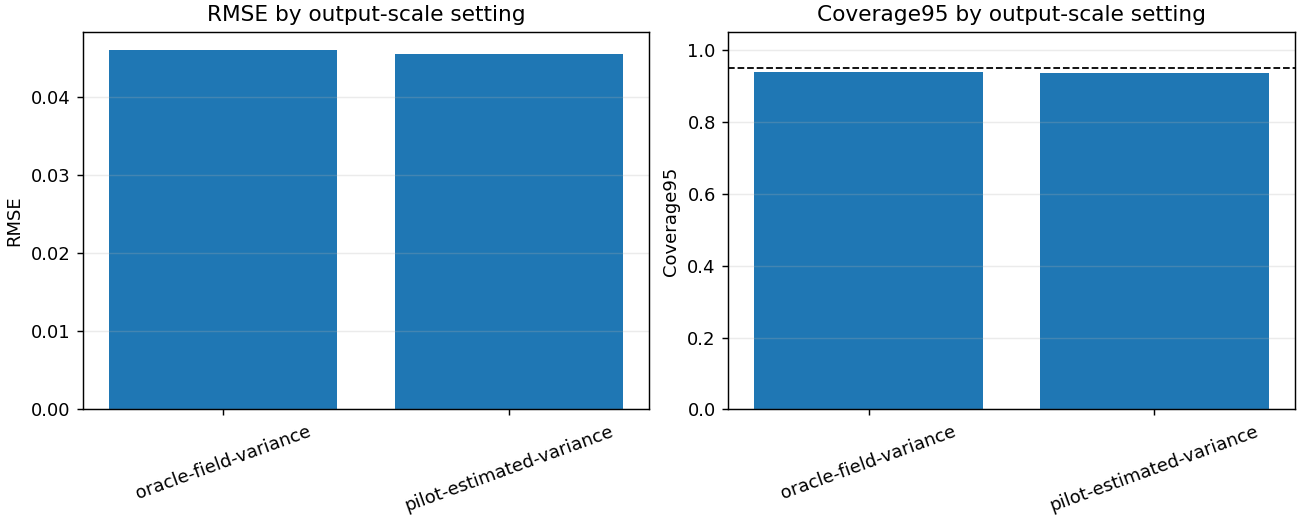 RMSE by output-scale setting
RMSE
0.04
0.03
0.02
0.01
0.00
oracle-field-variance
pilot-estimated-variance
Coverage95 by output-scale setting
Coverage95
1.0
0.8
0.6
0.4
0.2
0.0
oracle-field-variance
pilot-estimated-variance